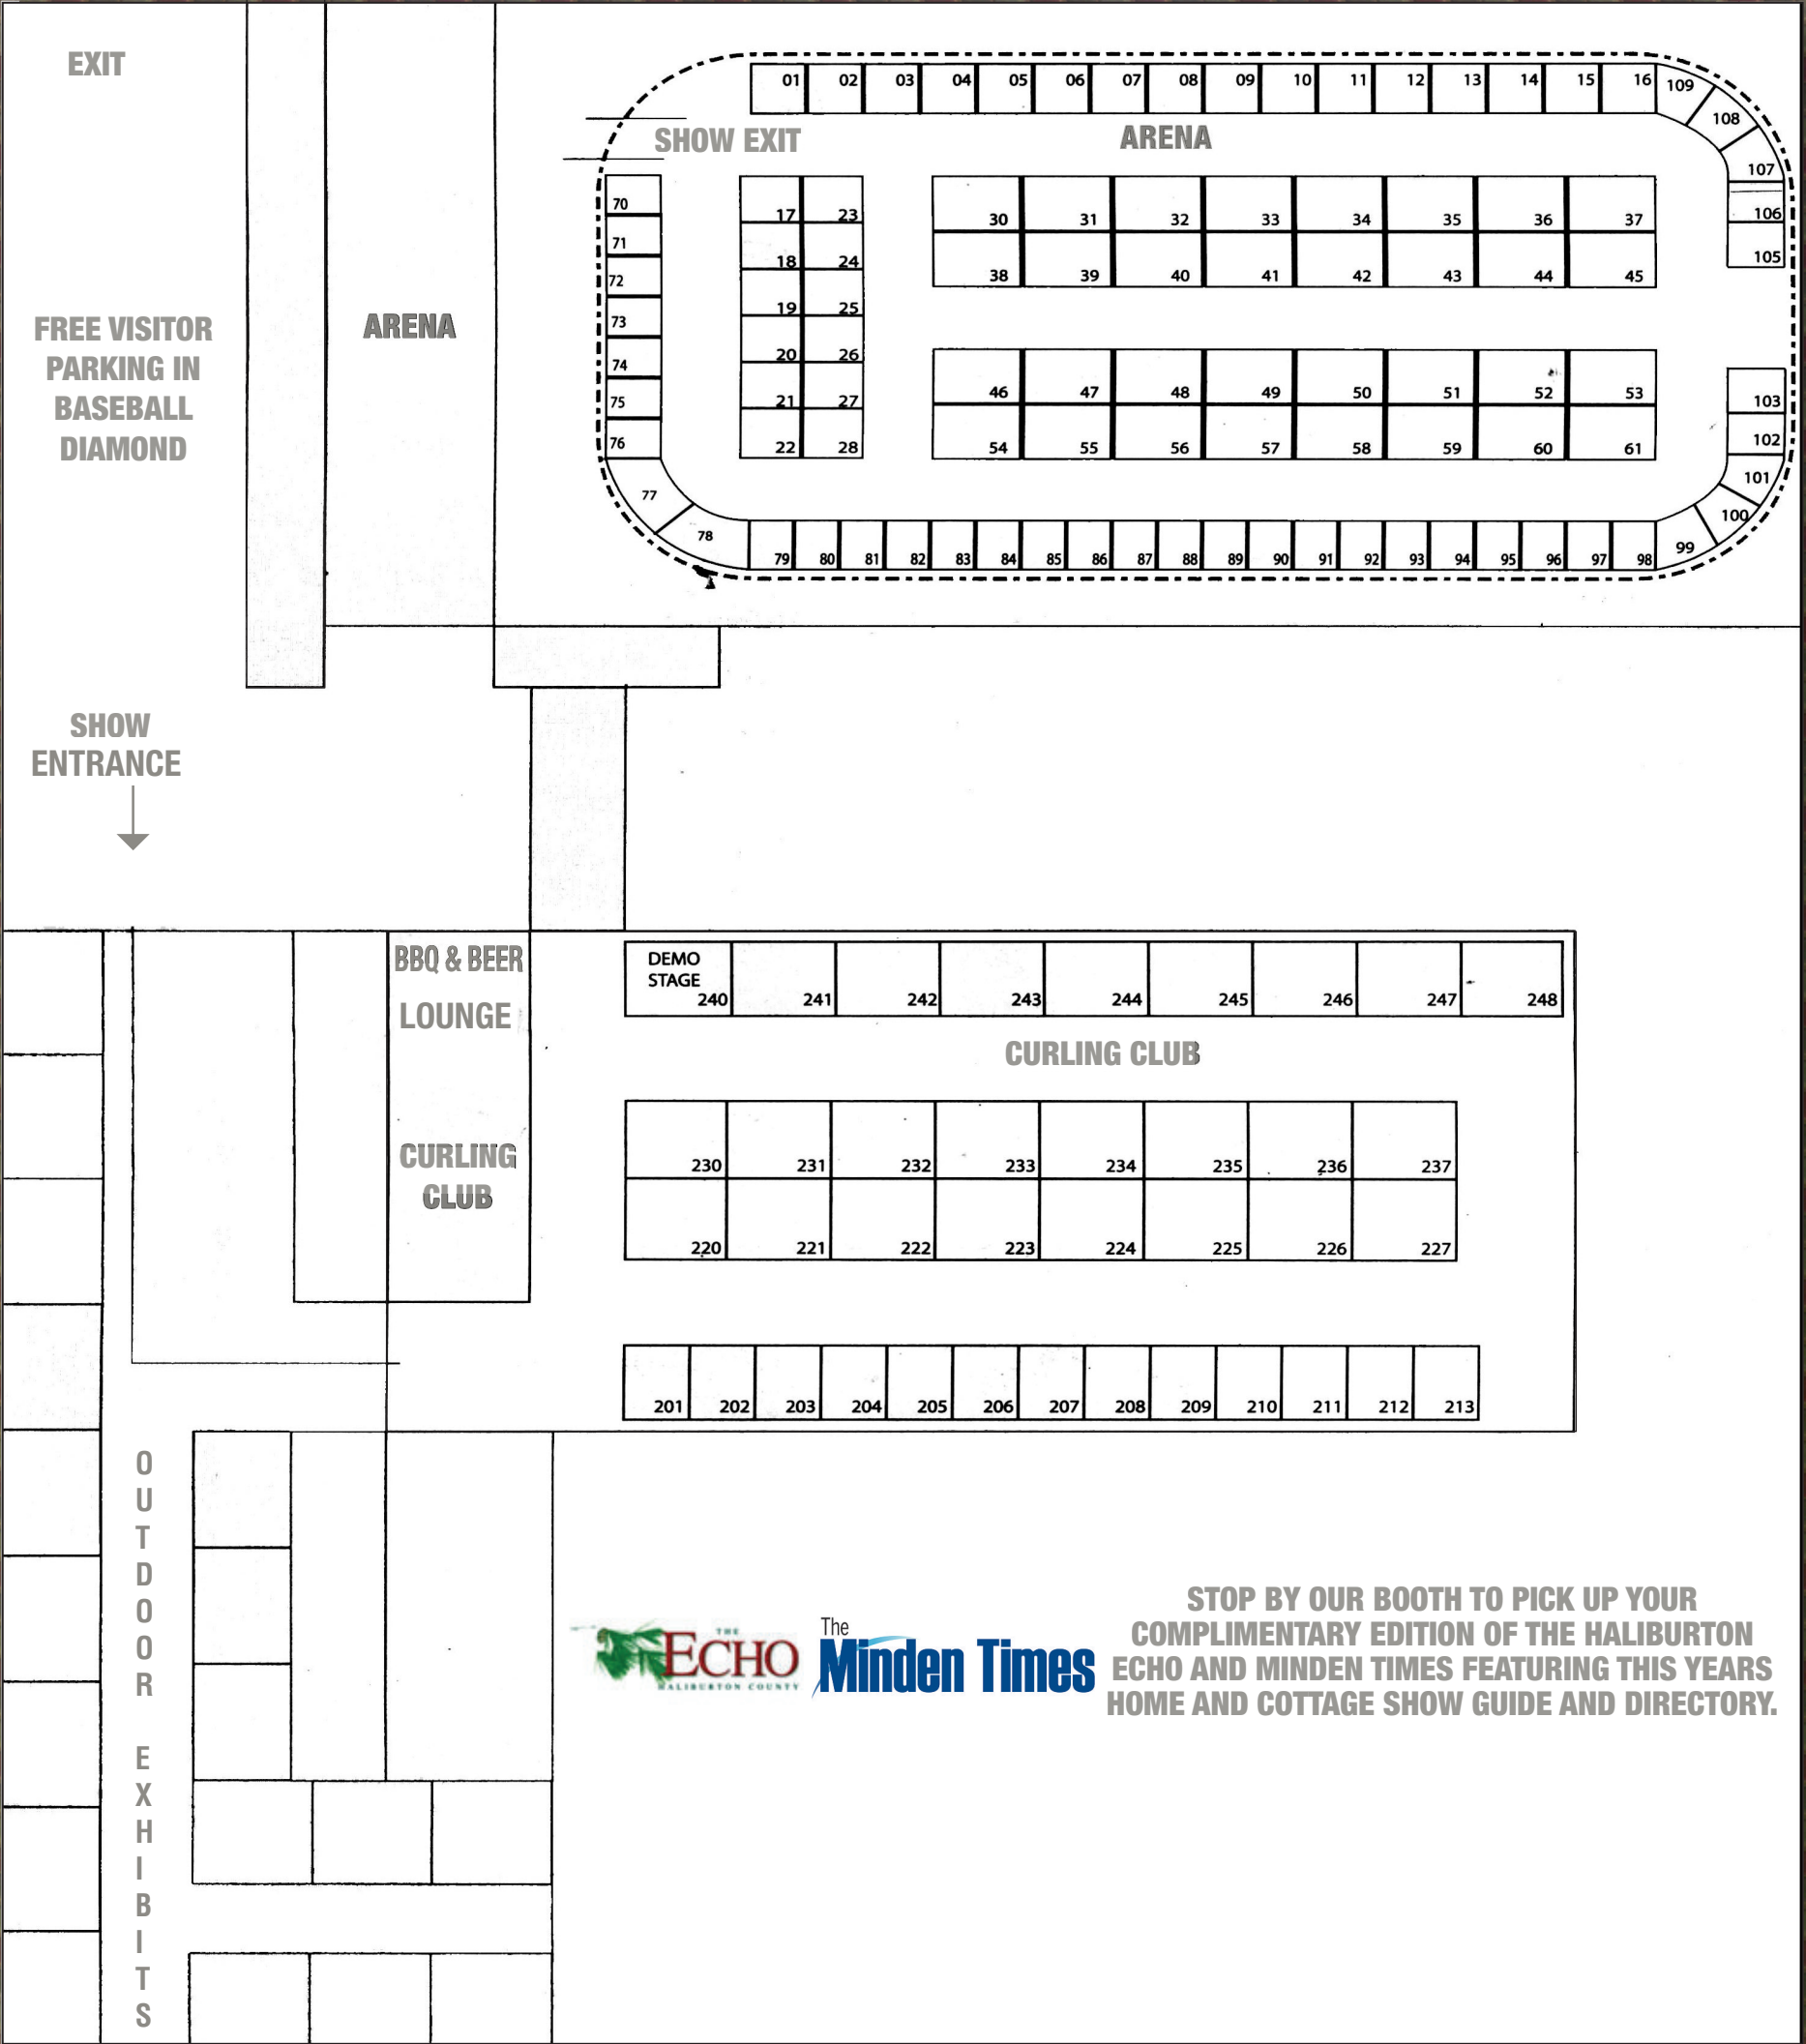 EXIT
01 02 03 04 05 06 07 08 09 10 11 12 13 14 15 16 109
108
SHOW EXIT
ARENA
107
70
17 23
30 31 32 33 34 35 36 37
106
71
18 24
38 39 40 41 42 43 44 45
105
72
19 25
73
FREE VISITOR
PARKING IN
BASEBALL
DIAMOND
ARENA
20 26
74
21 27
46 47 48 49 50 51 52 53
103
75
22 28
54 55 56 57 58 59 60 61
102
76
101
77
100
78
79 80 81 82 83 84 85 86 87 88 89 90 91 92 93 94 95 96 97 98
99
SHOW
ENTRANCE
BBQ & BEER
LOUNGE
DEMO
STAGE
240 241 242 243 244 245 246 247 248
CURLING CLUB
CURLING
CLUB
230 231 232 233 234 235 236 237
220 221 222 223 224 225 226 227
201 202 203 204 205 206 207 208 209 210 211 212 213
OUTDOOR EXHIBITS
THE
ECHO
HALIBURTON COUNTY
The
Minden Times
STOP BY OUR BOOTH TO PICK UP YOUR
COMPLIMENTARY EDITION OF THE HALIBURTON
ECHO AND MINDEN TIMES FEATURING THIS YEARS
HOME AND COTTAGE SHOW GUIDE AND DIRECTORY.